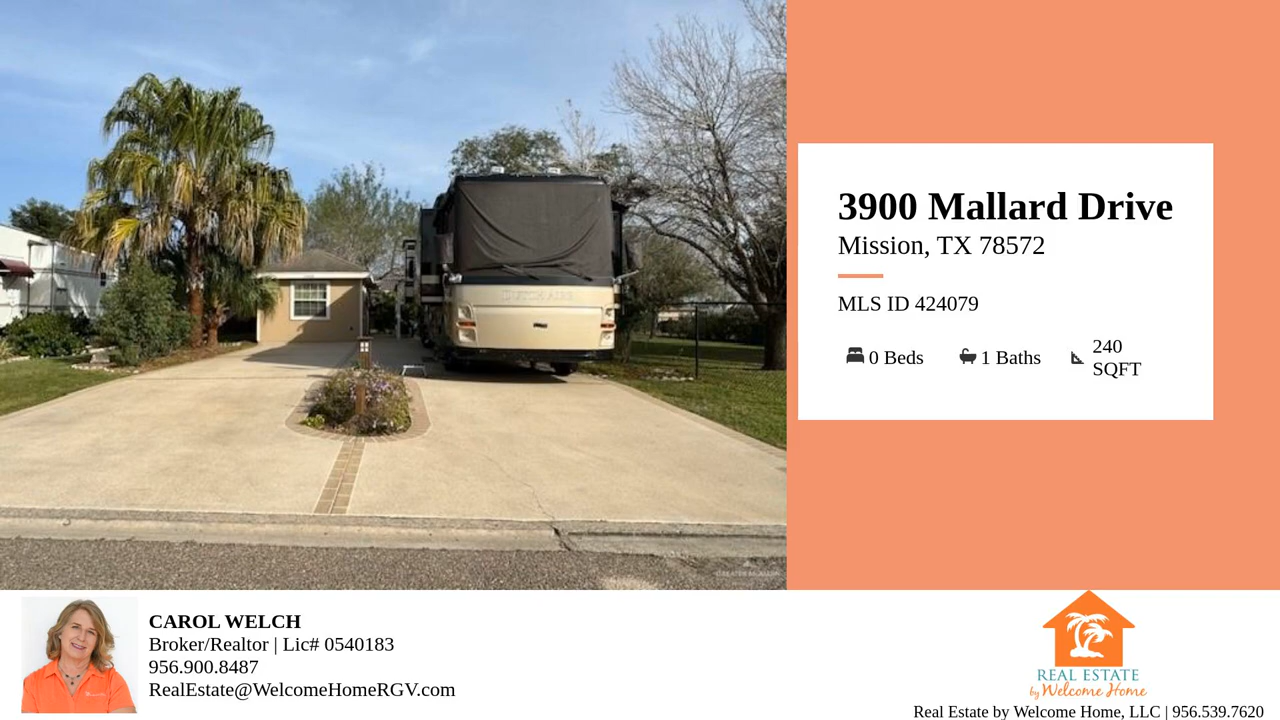 3900 Mallard Drive
Mission, TX 78572
MLS ID 424079
0 Beds
1 Baths
240
SQFT
CAROL WELCH
Broker/Realtor | Lic# 0540183
956.900.8487
RealEstate@WelcomeHomeRGV.com
REAL ESTATE
by Welcome Home
Real Estate by Welcome Home, LLC | 956.539.7620